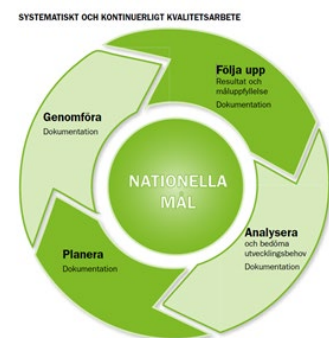 SYSTEMATISKT OCH KONTINUERLIGT KVALITETSARBETE
Följa upp
Resultat och
måluppfyllelse
Dokumentation
Analysera
och bedöma
utvecklingsbehov
Dokumentation
Planera
Dokumentation
Genomföra
Dokumentation
NATIONELLA
MÅL